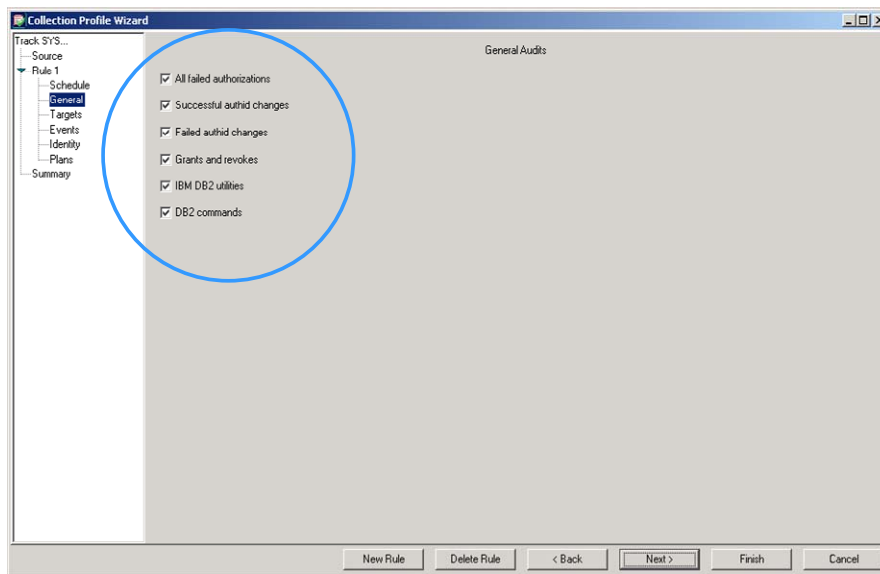 Collection Profile Wizard
Track S'r'S...
Source
Rule 1
Schedule
General
Targets
Events
Identity
Plans
Summary
General Audits
All failed authorizations
Successful authid changes
Failed authid changes
Grants and revokes
IBM DB2 utilities
DB2 commands
New Rule
Delete Rule
< Back
Next >
Finish
Cancel